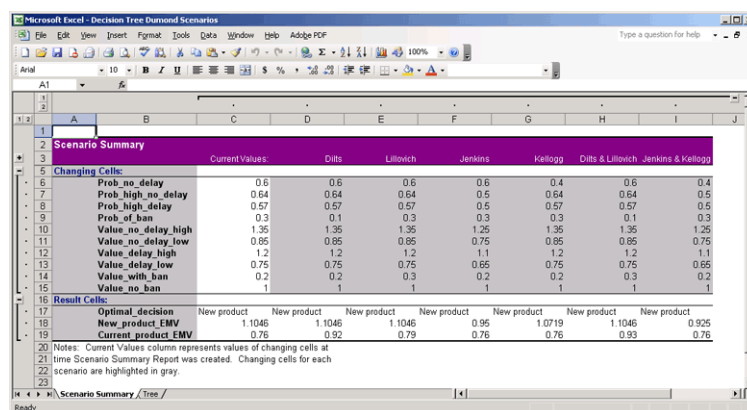 Microsoft Excel - Decision Tree Dumond Scenarios
File Edit View Insert Format Tools Data Window Help Adobe PDF Type a question for help
100%
Arial 10 B I U $ % ,
A1 fx
1 2
A B C D E F G H I J
1
2 Scenario Summary
3 Current Values: Dilts Lillovich Jenkins Kellogg Dilts & Lillovich Jenkins & Kellogg
5 Changing Cells:
6 Prob_no_delay 0.6 0.6 0.6 0.6 0.4 0.6 0.4
7 Prob_high_no_delay 0.64 0.64 0.64 0.5 0.64 0.64 0.5
8 Prob_high_delay 0.57 0.57 0.57 0.5 0.57 0.57 0.5
9 Prob_of_ban 0.3 0.1 0.3 0.3 0.3 0.1 0.3
10 Value_no_delay_high 1.35 1.35 1.35 1.25 1.35 1.35 1.25
11 Value_no_delay_low 0.85 0.85 0.85 0.75 0.85 0.85 0.75
12 Value_delay_high 1.2 1.2 1.2 1.1 1.2 1.2 1.1
13 Value_delay_low 0.75 0.75 0.75 0.65 0.75 0.75 0.65
14 Value_with_ban 0.2 0.2 0.3 0.2 0.2 0.3 0.2
15 Value_no_ban 1 1 1 1 1 1 1
16 Result Cells:
17 Optimal_decision New product New product New product New product New product New product New product
18 New_product_EMV 1.1046 1.1046 1.1046 0.95 1.0719 1.1046 0.925
19 Current_product_EMV 0.76 0.92 0.79 0.76 0.76 0.93 0.76
20 Notes: Current Values column represents values of changing cells at
21 time Scenario Summary Report was created. Changing cells for each
22 scenario are highlighted in gray.
23
Scenario Summary / Tree
Ready